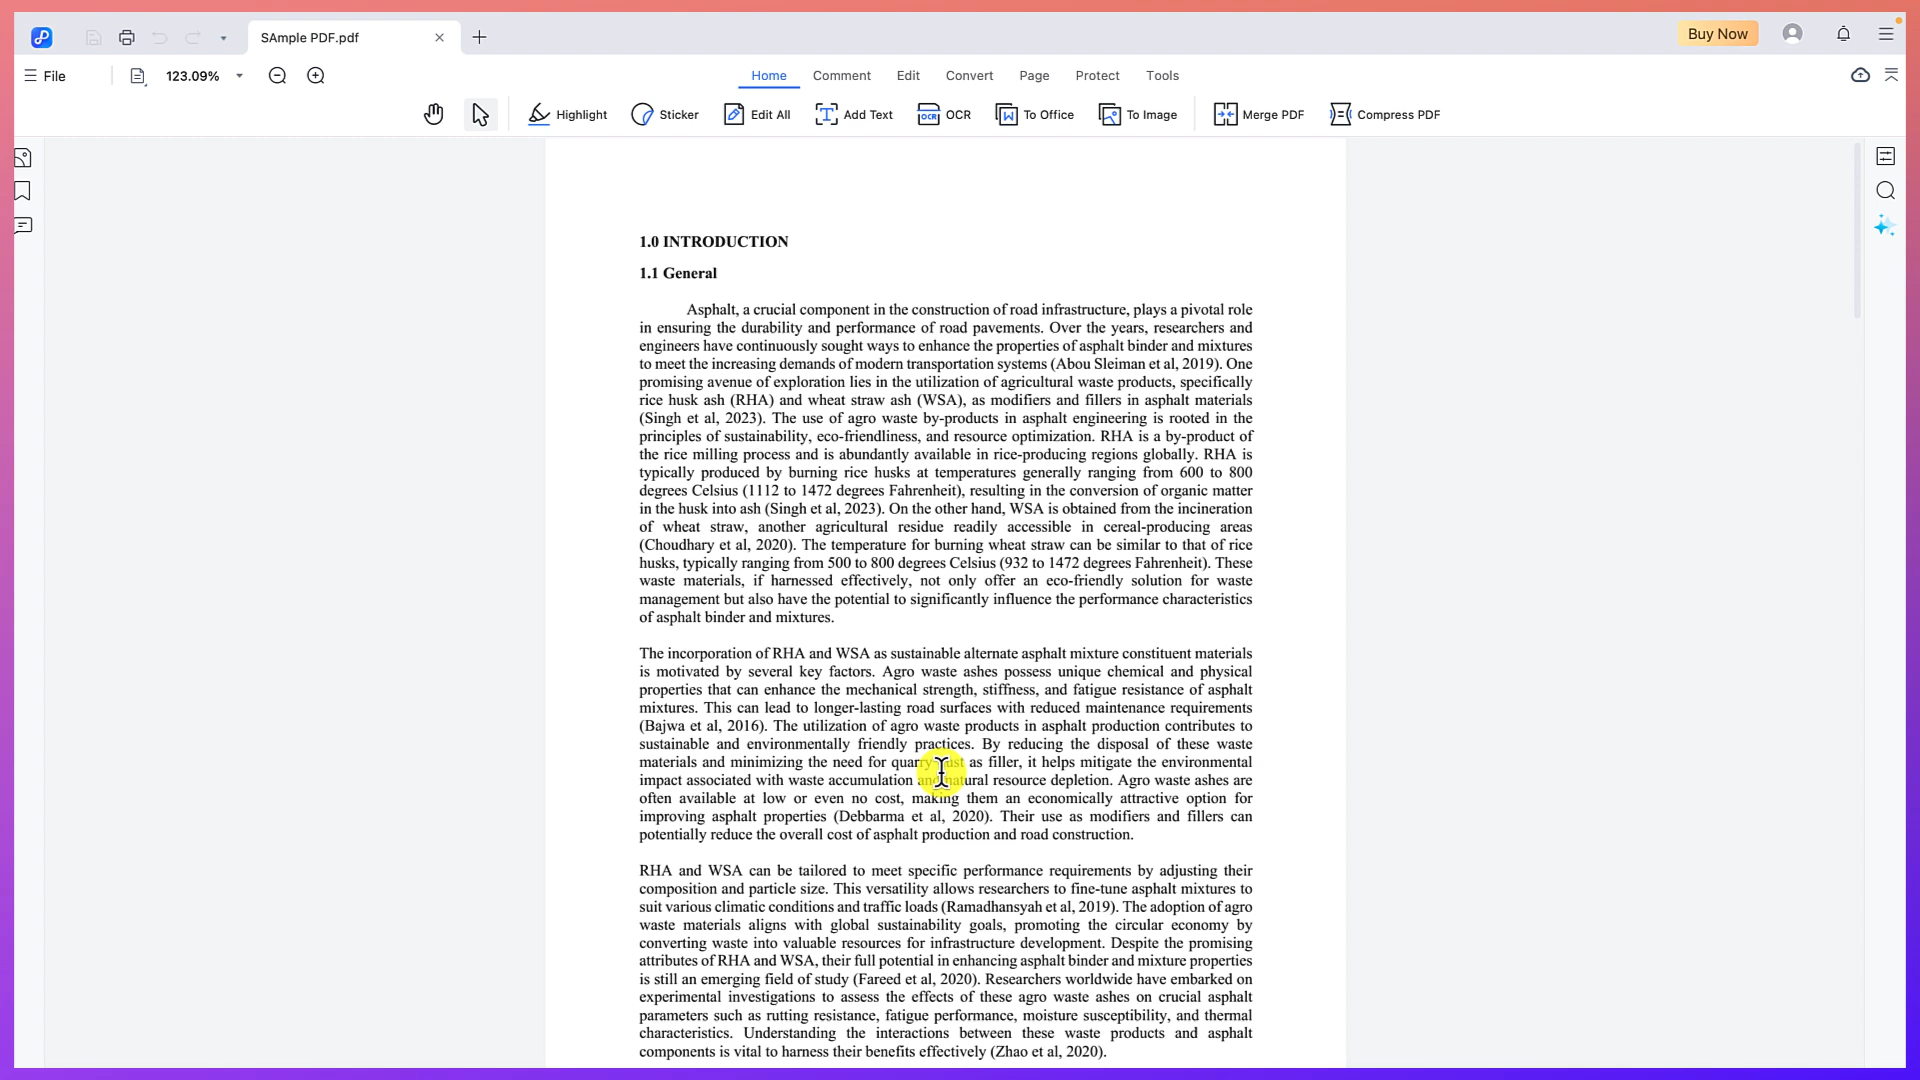 SAmple PDF.pdf
Buy Now
File
123.09%
Home
Comment
Edit
Convert
Page
Protect
Tools
Highlight
Sticker
Edit All
Add Text
OCR
To Office
To Image
Merge PDF
Compress PDF
1.0 INTRODUCTION
1.1 General
Asphalt, a crucial component in the construction of road infrastructure, plays a pivotal role
in ensuring the durability and performance of road pavements. Over the years, researchers and
engineers have continuously sought ways to enhance the properties of asphalt binder and mixtures
to meet the increasing demands of modern transportation systems (Abou Sleiman et al, 2019). One
promising avenue of exploration lies in the utilization of agricultural waste products, specifically
rice husk ash (RHA) and wheat straw ash (WSA), as modifiers and fillers in asphalt materials
(Singh et al, 2023). The use of agro waste by-products in asphalt engineering is rooted in the
principles of sustainability, eco-friendliness, and resource optimization. RHA is a by-product of
the rice milling process and is abundantly available in rice-producing regions globally. RHA is
typically produced by burning rice husks at temperatures generally ranging from 600 to 800
degrees Celsius (1112 to 1472 degrees Fahrenheit), resulting in the conversion of organic matter
in the husk into ash (Singh et al, 2023). On the other hand, WSA is obtained from the incineration
of wheat straw, another agricultural residue readily accessible in cereal-producing areas
(Choudhary et al, 2020). The temperature for burning wheat straw can be similar to that of rice
husks, typically ranging from 500 to 800 degrees Celsius (932 to 1472 degrees Fahrenheit). These
waste materials, if harnessed effectively, not only offer an eco-friendly solution for waste
management but also have the potential to significantly influence the performance characteristics
of asphalt binder and mixtures.
The incorporation of RHA and WSA as sustainable alternate asphalt mixture constituent materials
is motivated by several key factors. Agro waste ashes possess unique chemical and physical
properties that can enhance the mechanical strength, stiffness, and fatigue resistance of asphalt
mixtures. This can lead to longer-lasting road surfaces with reduced maintenance requirements
(Bajwa et al, 2016). The utilization of agro waste products in asphalt production contributes to
sustainable and environmentally friendly practices. By reducing the disposal of these waste
materials and minimizing the need for quarry dust as filler, it helps mitigate the environmental
impact associated with waste accumulation and natural resource depletion. Agro waste ashes are
often available at low or even no cost, making them an economically attractive option for
improving asphalt properties (Debbarma et al, 2020). Their use as modifiers and fillers can
potentially reduce the overall cost of asphalt production and road construction.
RHA and WSA can be tailored to meet specific performance requirements by adjusting their
composition and particle size. This versatility allows researchers to fine-tune asphalt mixtures to
suit various climatic conditions and traffic loads (Ramadhansyah et al, 2019). The adoption of agro
waste materials aligns with global sustainability goals, promoting the circular economy by
converting waste into valuable resources for infrastructure development. Despite the promising
attributes of RHA and WSA, their full potential in enhancing asphalt binder and mixture properties
is still an emerging field of study (Fareed et al, 2020). Researchers worldwide have embarked on
experimental investigations to assess the effects of these agro waste ashes on crucial asphalt
parameters such as rutting resistance, fatigue performance, moisture susceptibility, and thermal
characteristics. Understanding the interactions between these waste products and asphalt
components is vital to harness their benefits effectively (Zhao et al, 2020).